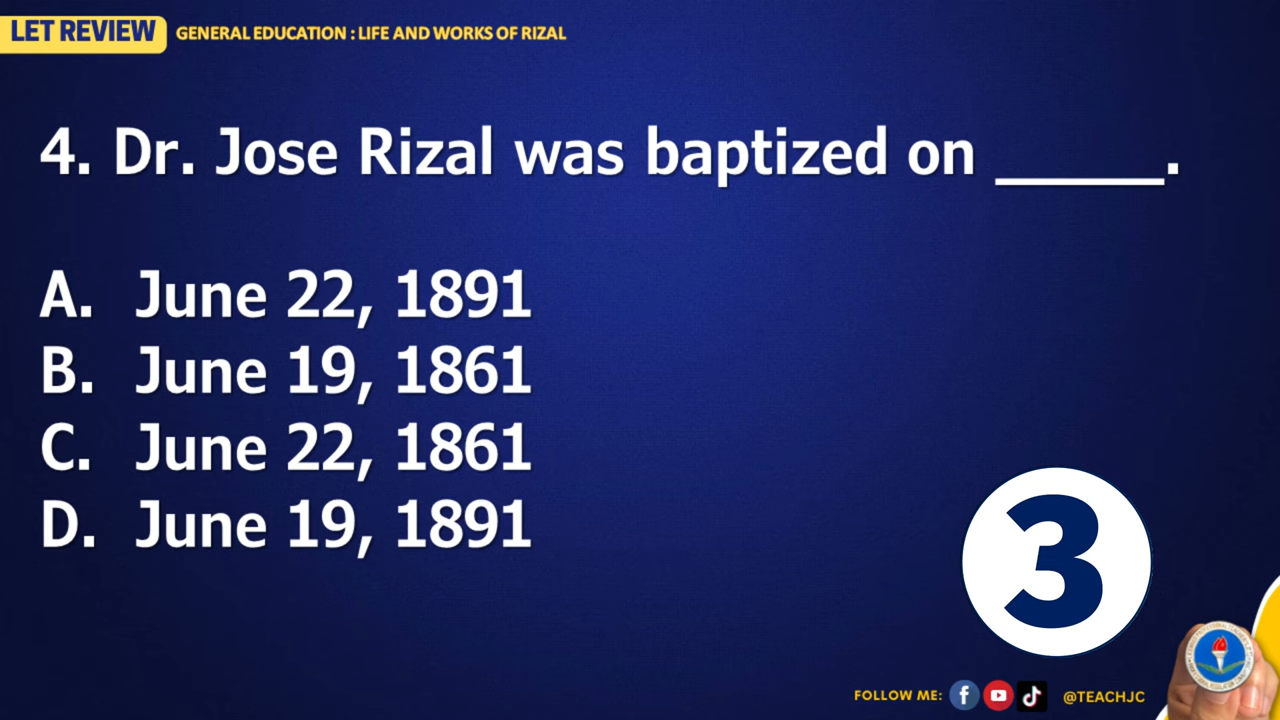 LET REVIEW
GENERAL EDUCATION : LIFE AND WORKS OF RIZAL
4. Dr. Jose Rizal was baptized on _____.
A. June 22, 1891
B. June 19, 1861
C. June 22, 1861
D. June 19, 1891
3
FOLLOW ME:
@TEACHJC